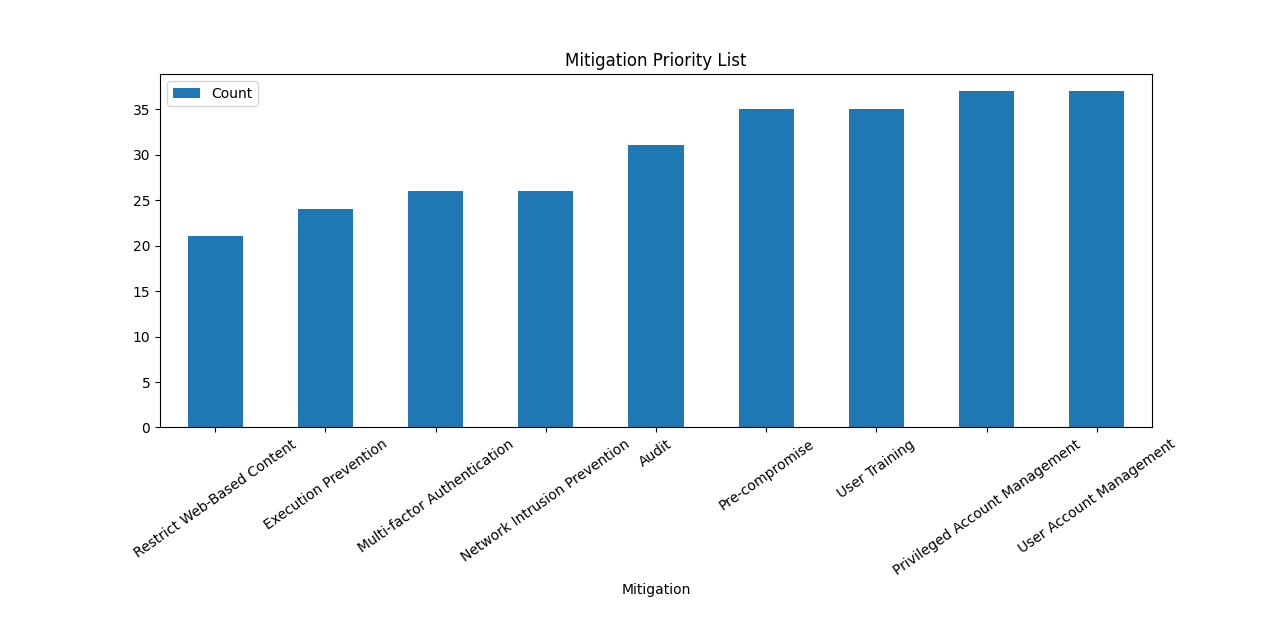 Mitigation Priority List
Count
35
30
25
20
15
10
5
0
Restrict Web-Based Content
Execution Prevention
Multi-factor Authentication
Network Intrusion Prevention
Audit
Pre-compromise
User Training
Privileged Account Management
User Account Management
Mitigation